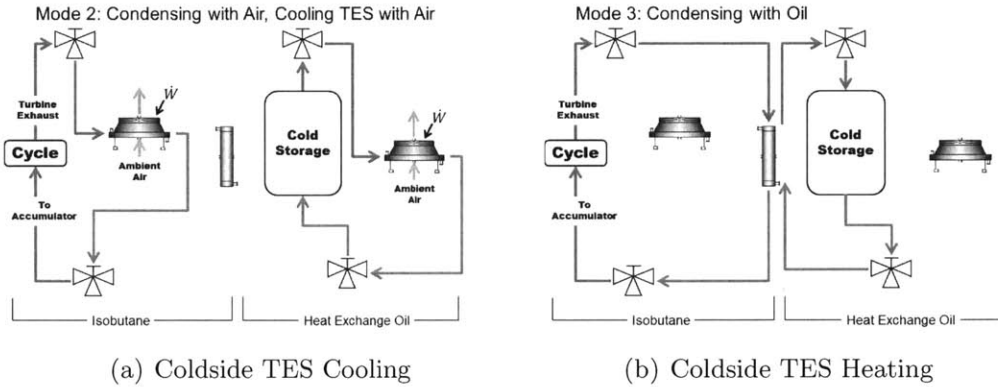 Mode 2: Condensing with Air, Cooling TES with Air
Turbine
Exhaust
Ẇ
Cycle
Ambient
Air
To
Accumulator
Cold
Storage
Ẇ
Ambient
Air
Isobutane
Heat Exchange Oil
(a) Coldside TES Cooling
Mode 3: Condensing with Oil
Turbine
Exhaust
Cycle
To
Accumulator
Cold
Storage
Isobutane
Heat Exchange Oil
(b) Coldside TES Heating